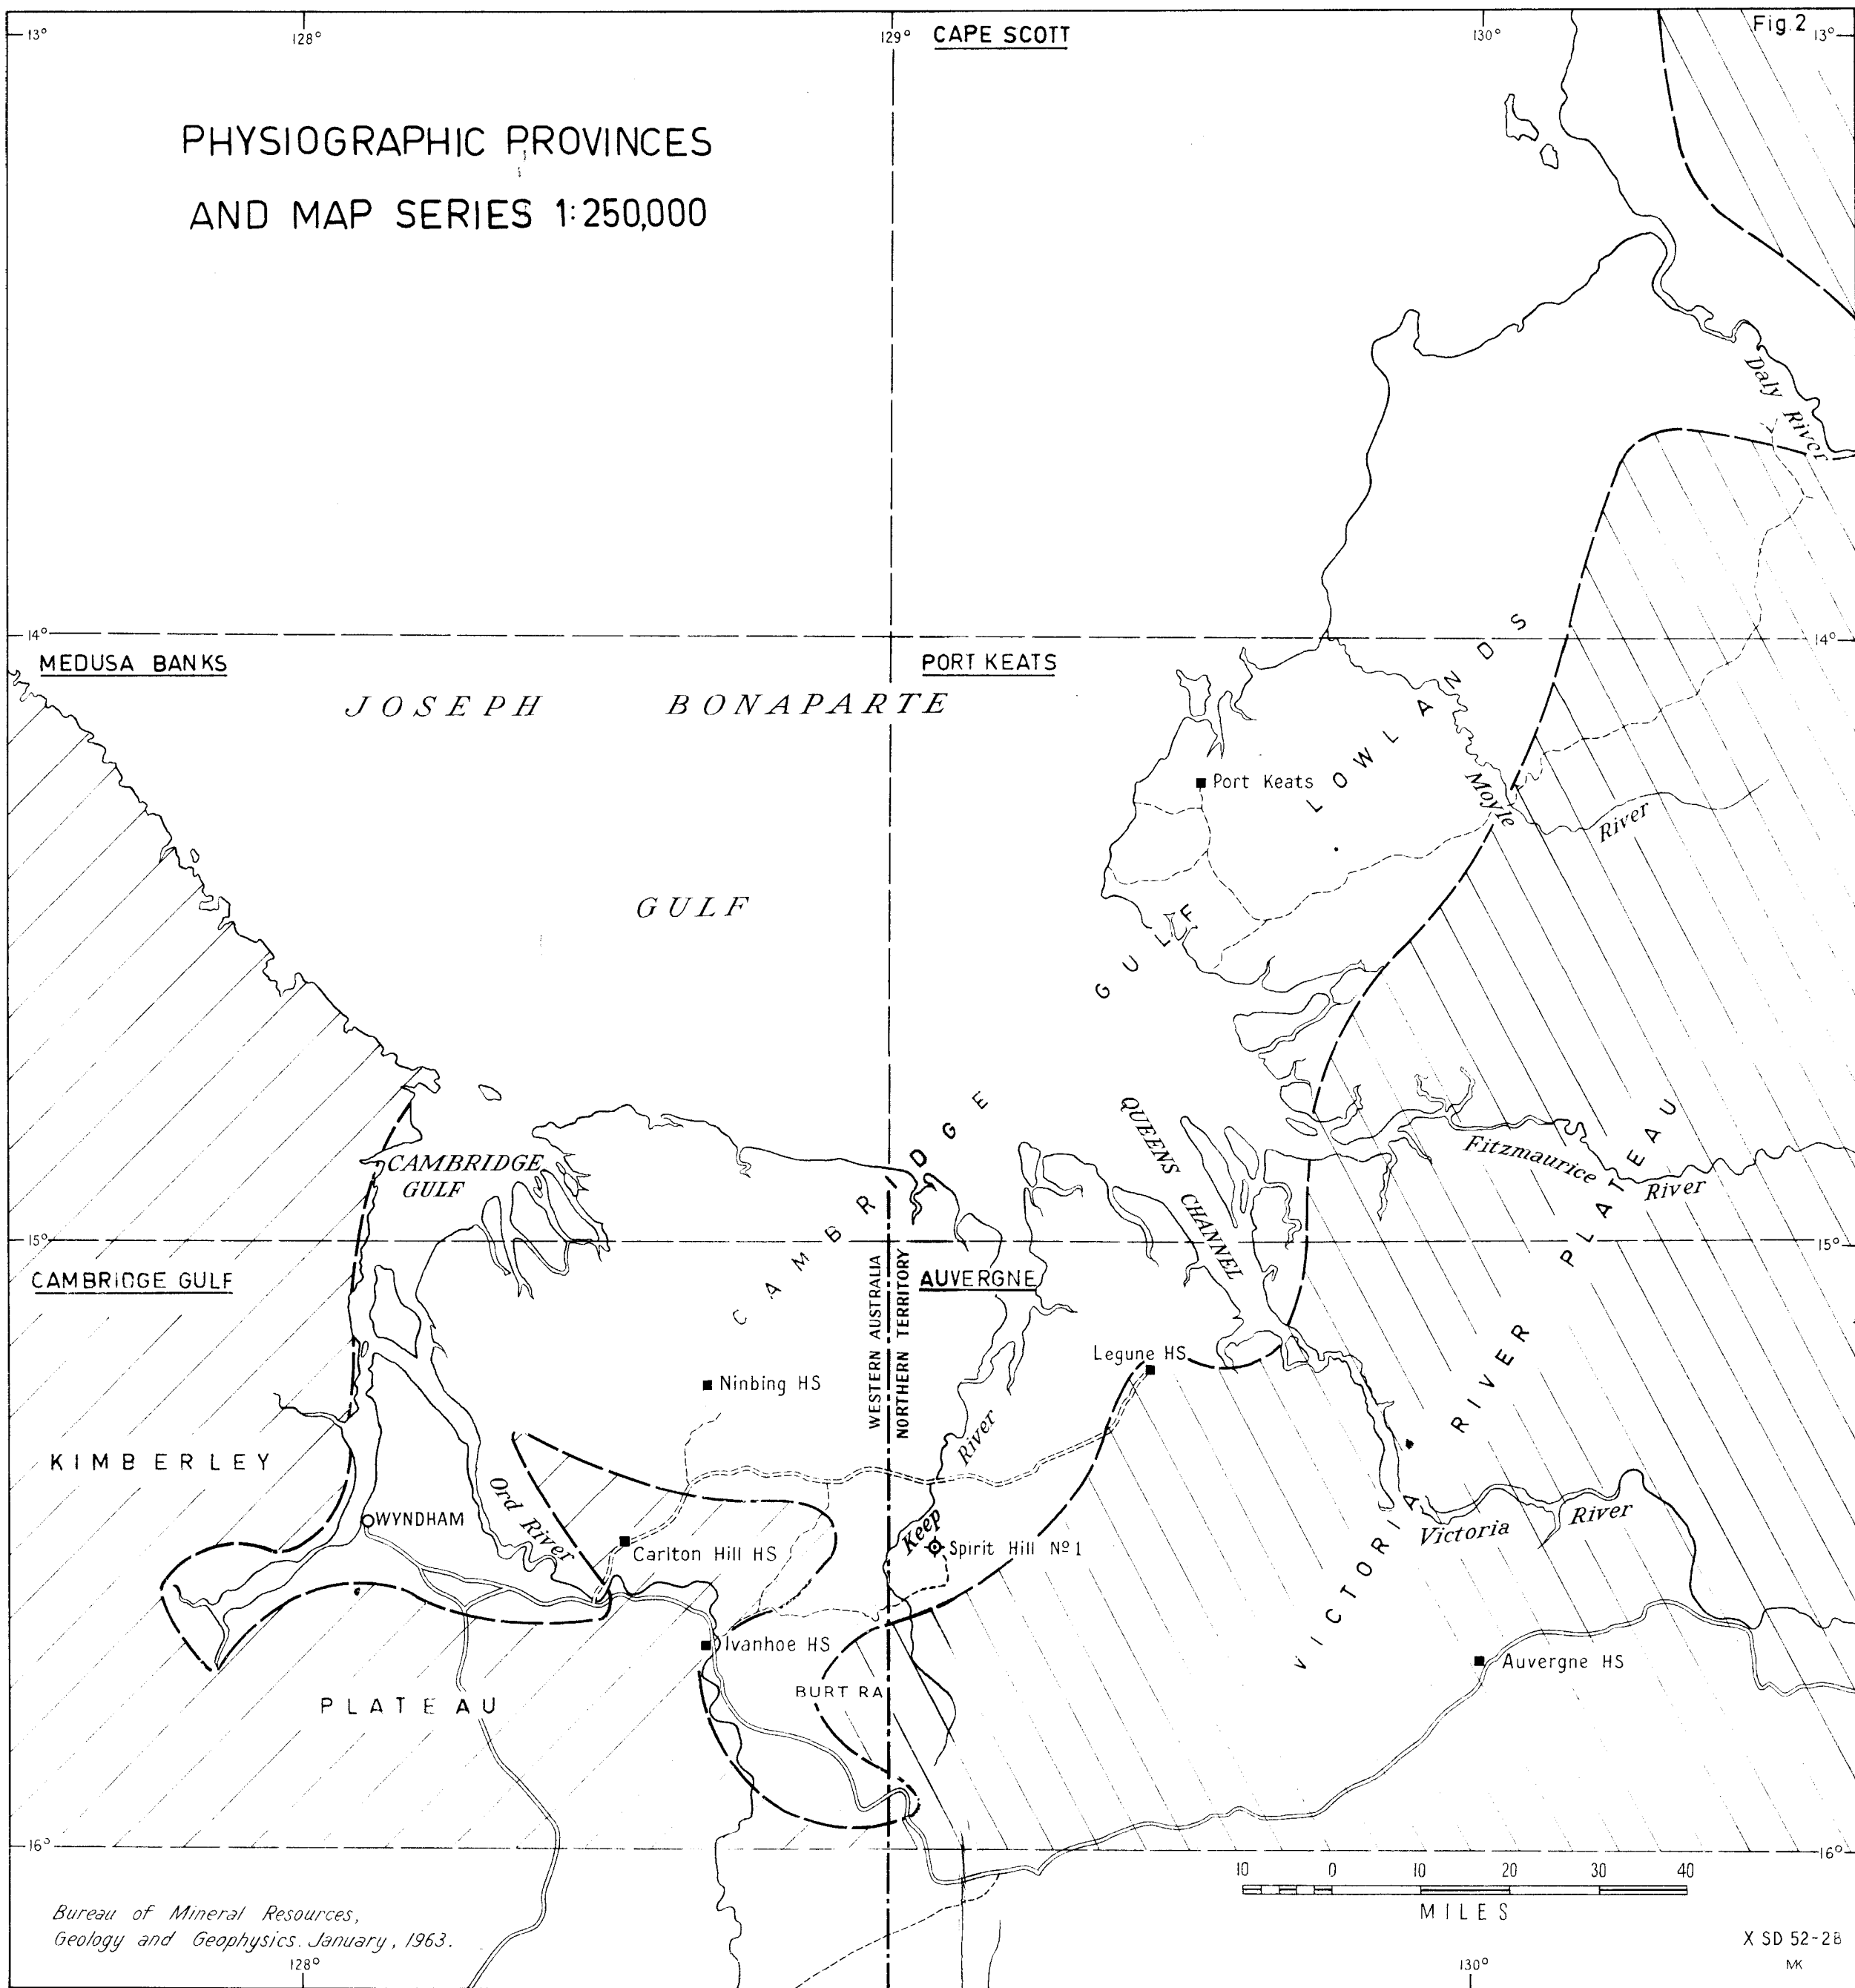 13°
128°
129°
CAPE SCOTT
130°
Fig. 2
13°
PHYSIOGRAPHIC PROVINCES
AND MAP SERIES 1:250,000
Daly River
14°
14°
MEDUSA BANKS
PORT KEATS
JOSEPH BONAPARTE
GULF
Port Keats
Moyle
River
CAMBRIDGE GULF LOWLANDS
QUEENS CHANNEL
CAMBRIDGE
GULF
Fitzmaurice
River
15°
15°
CAMBRIDGE GULF
AUVERGNE
WESTERN AUSTRALIA
NORTHERN TERRITORY
Legune HS
Ninbing HS
VICTORIA RIVER PLATEAU
KIMBERLEY
Ord River
WYNDHAM
Keep
River
Carlton Hill HS
Spirit Hill Nº 1
Victoria
River
Ivanhoe HS
Auvergne HS
BURT RA
PLATEAU
16°
16°
10 0 10 20 30 40
MILES
Bureau of Mineral Resources,
Geology and Geophysics. January, 1963.
128°
130°
X SD 52-28
MK